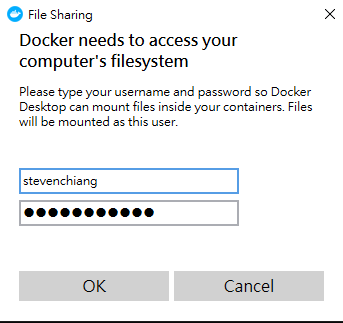 File Sharing
Docker needs to access your
computer's filesystem
Please type your username and password so Docker
Desktop can mount files inside your containers. Files
will be mounted as this user.
stevenchiang
●●●●●●●●●●●
OK Cancel